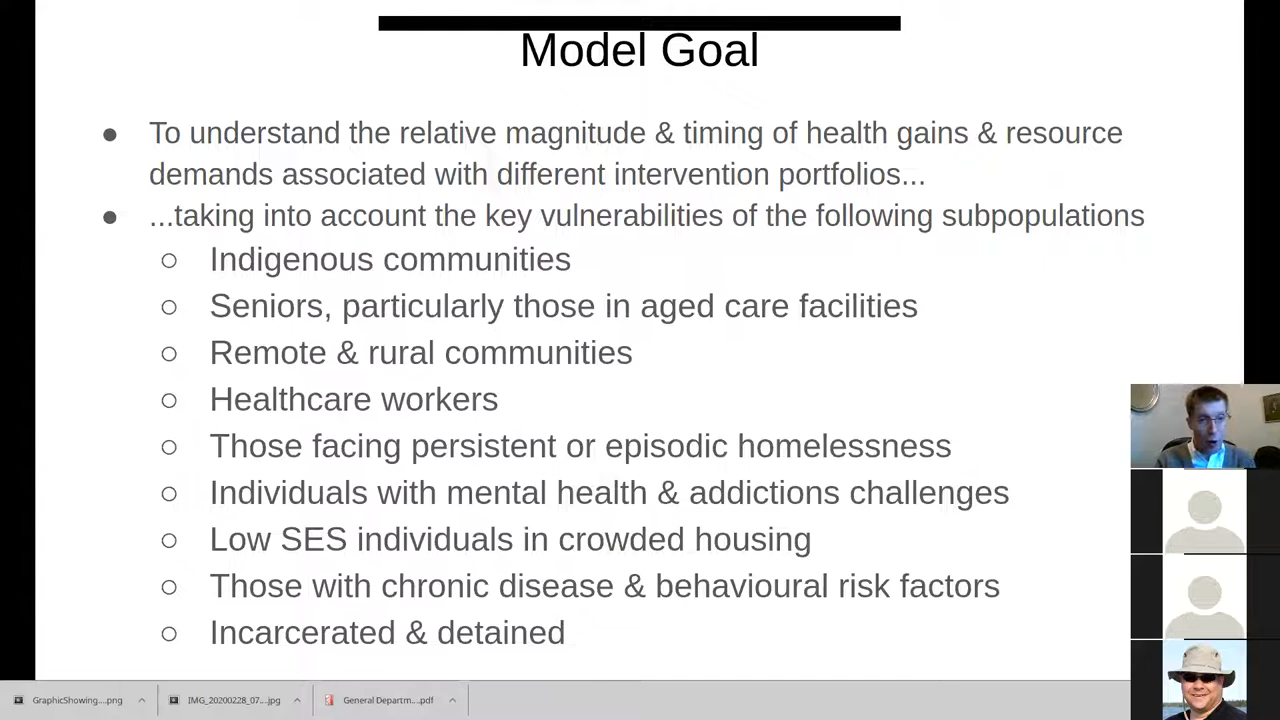 Model Goal
● To understand the relative magnitude & timing of health gains & resource
demands associated with different intervention portfolios...
● ...taking into account the key vulnerabilities of the following subpopulations
○ Indigenous communities
○ Seniors, particularly those in aged care facilities
○ Remote & rural communities
○ Healthcare workers
○ Those facing persistent or episodic homelessness
○ Individuals with mental health & addictions challenges
○ Low SES individuals in crowded housing
○ Those with chronic disease & behavioural risk factors
○ Incarcerated & detained
GraphicShowing....png IMG_20200228_07...jpg General Departm....pdf